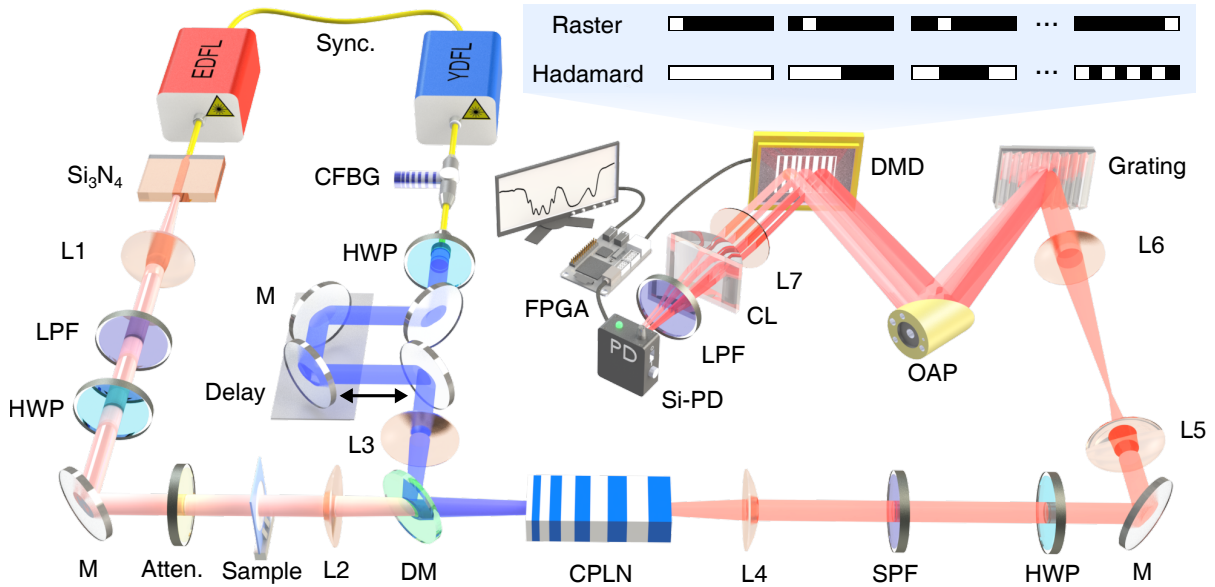 Sync.
Raster
...
Hadamard
...
EDFL
YDFL
Si₃N₄
CFBG
DMD
Grating
L1
HWP
L6
M
FPGA
L7
CL
LPF
LPF
PD
OAP
HWP
Delay
Si-PD
L3
L5
M
Atten.
Sample
L2
DM
CPLN
L4
SPF
HWP
M